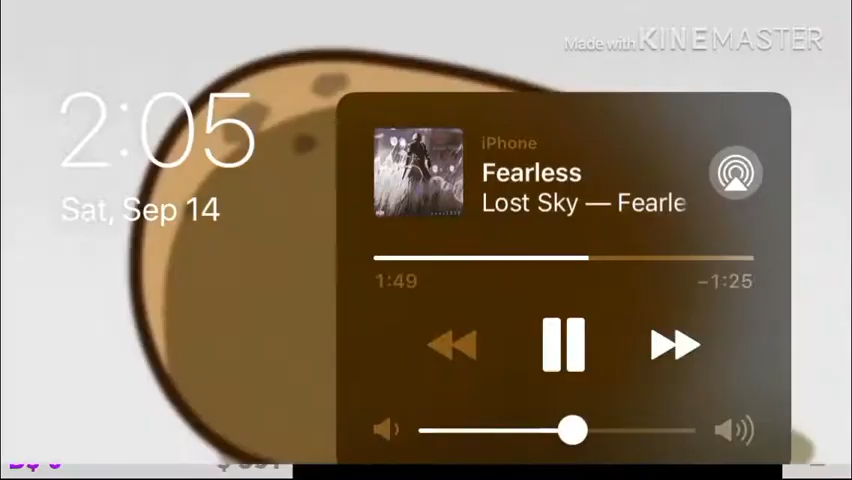 Made with KINEMASTER
2:05
Sat, Sep 14
iPhone
Fearless
Lost Sky — Fearle
1:49
-1:25